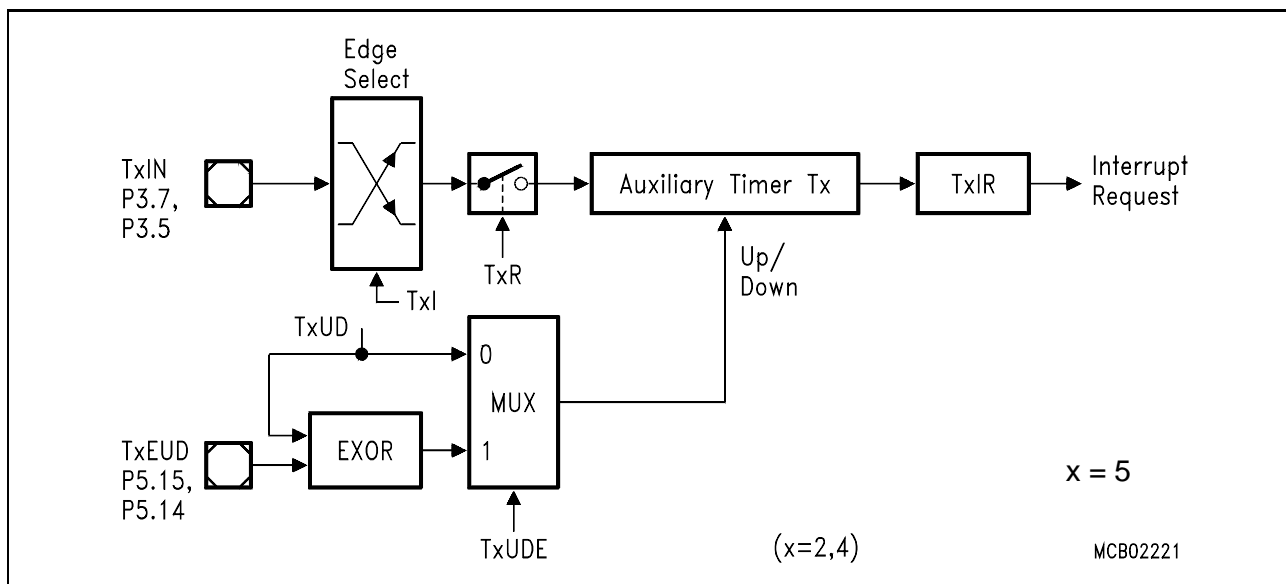 Edge
Select
TxIN
P3.7,
P3.5
Auxiliary Timer Tx
TxIR
Interrupt
Request
TxR
TxI
Up/
Down
TxUD
0
MUX
1
EXOR
TxEUD
P5.15,
P5.14
TxUDE
x = 5
(x=2,4)
MCB02221